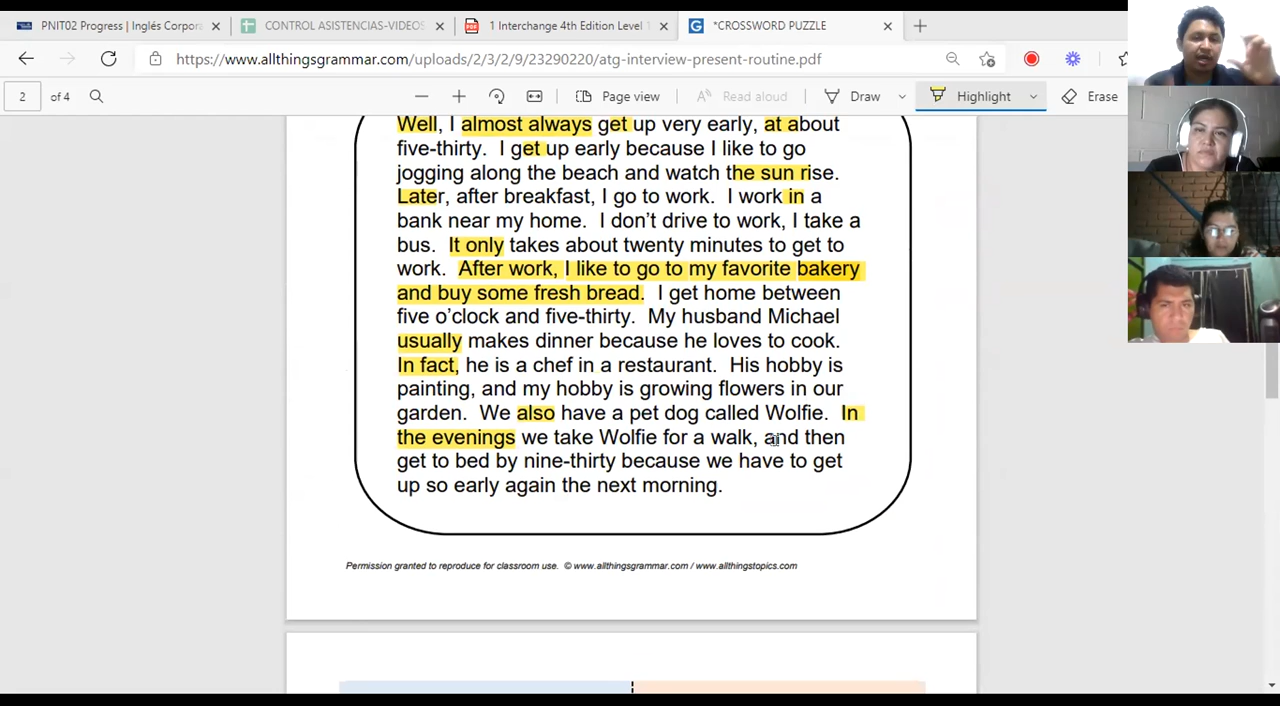 PNIT02 Progress | Inglés Corpora
CONTROL ASISTENCIAS-VIDEOS
1 Interchange 4th Edition Level 1
*CROSSWORD PUZZLE
https://www.allthingsgrammar.com/uploads/2/3/2/9/23290220/atg-interview-present-routine.pdf
2 of 4
Page view
Read aloud
Draw
Highlight
Erase
Well, I almost always get up very early, at about
five-thirty. I get up early because I like to go
jogging along the beach and watch the sun rise.
Later, after breakfast, I go to work. I work in a
bank near my home. I don't drive to work, I take a
bus. It only takes about twenty minutes to get to
work. After work, I like to go to my favorite bakery
and buy some fresh bread. I get home between
five o'clock and five-thirty. My husband Michael
usually makes dinner because he loves to cook.
In fact, he is a chef in a restaurant. His hobby is
painting, and my hobby is growing flowers in our
garden. We also have a pet dog called Wolfie. In
the evenings we take Wolfie for a walk, and then
get to bed by nine-thirty because we have to get
up so early again the next morning.
Permission granted to reproduce for classroom use. © www.allthingsgrammar.com / www.allthingstopics.com